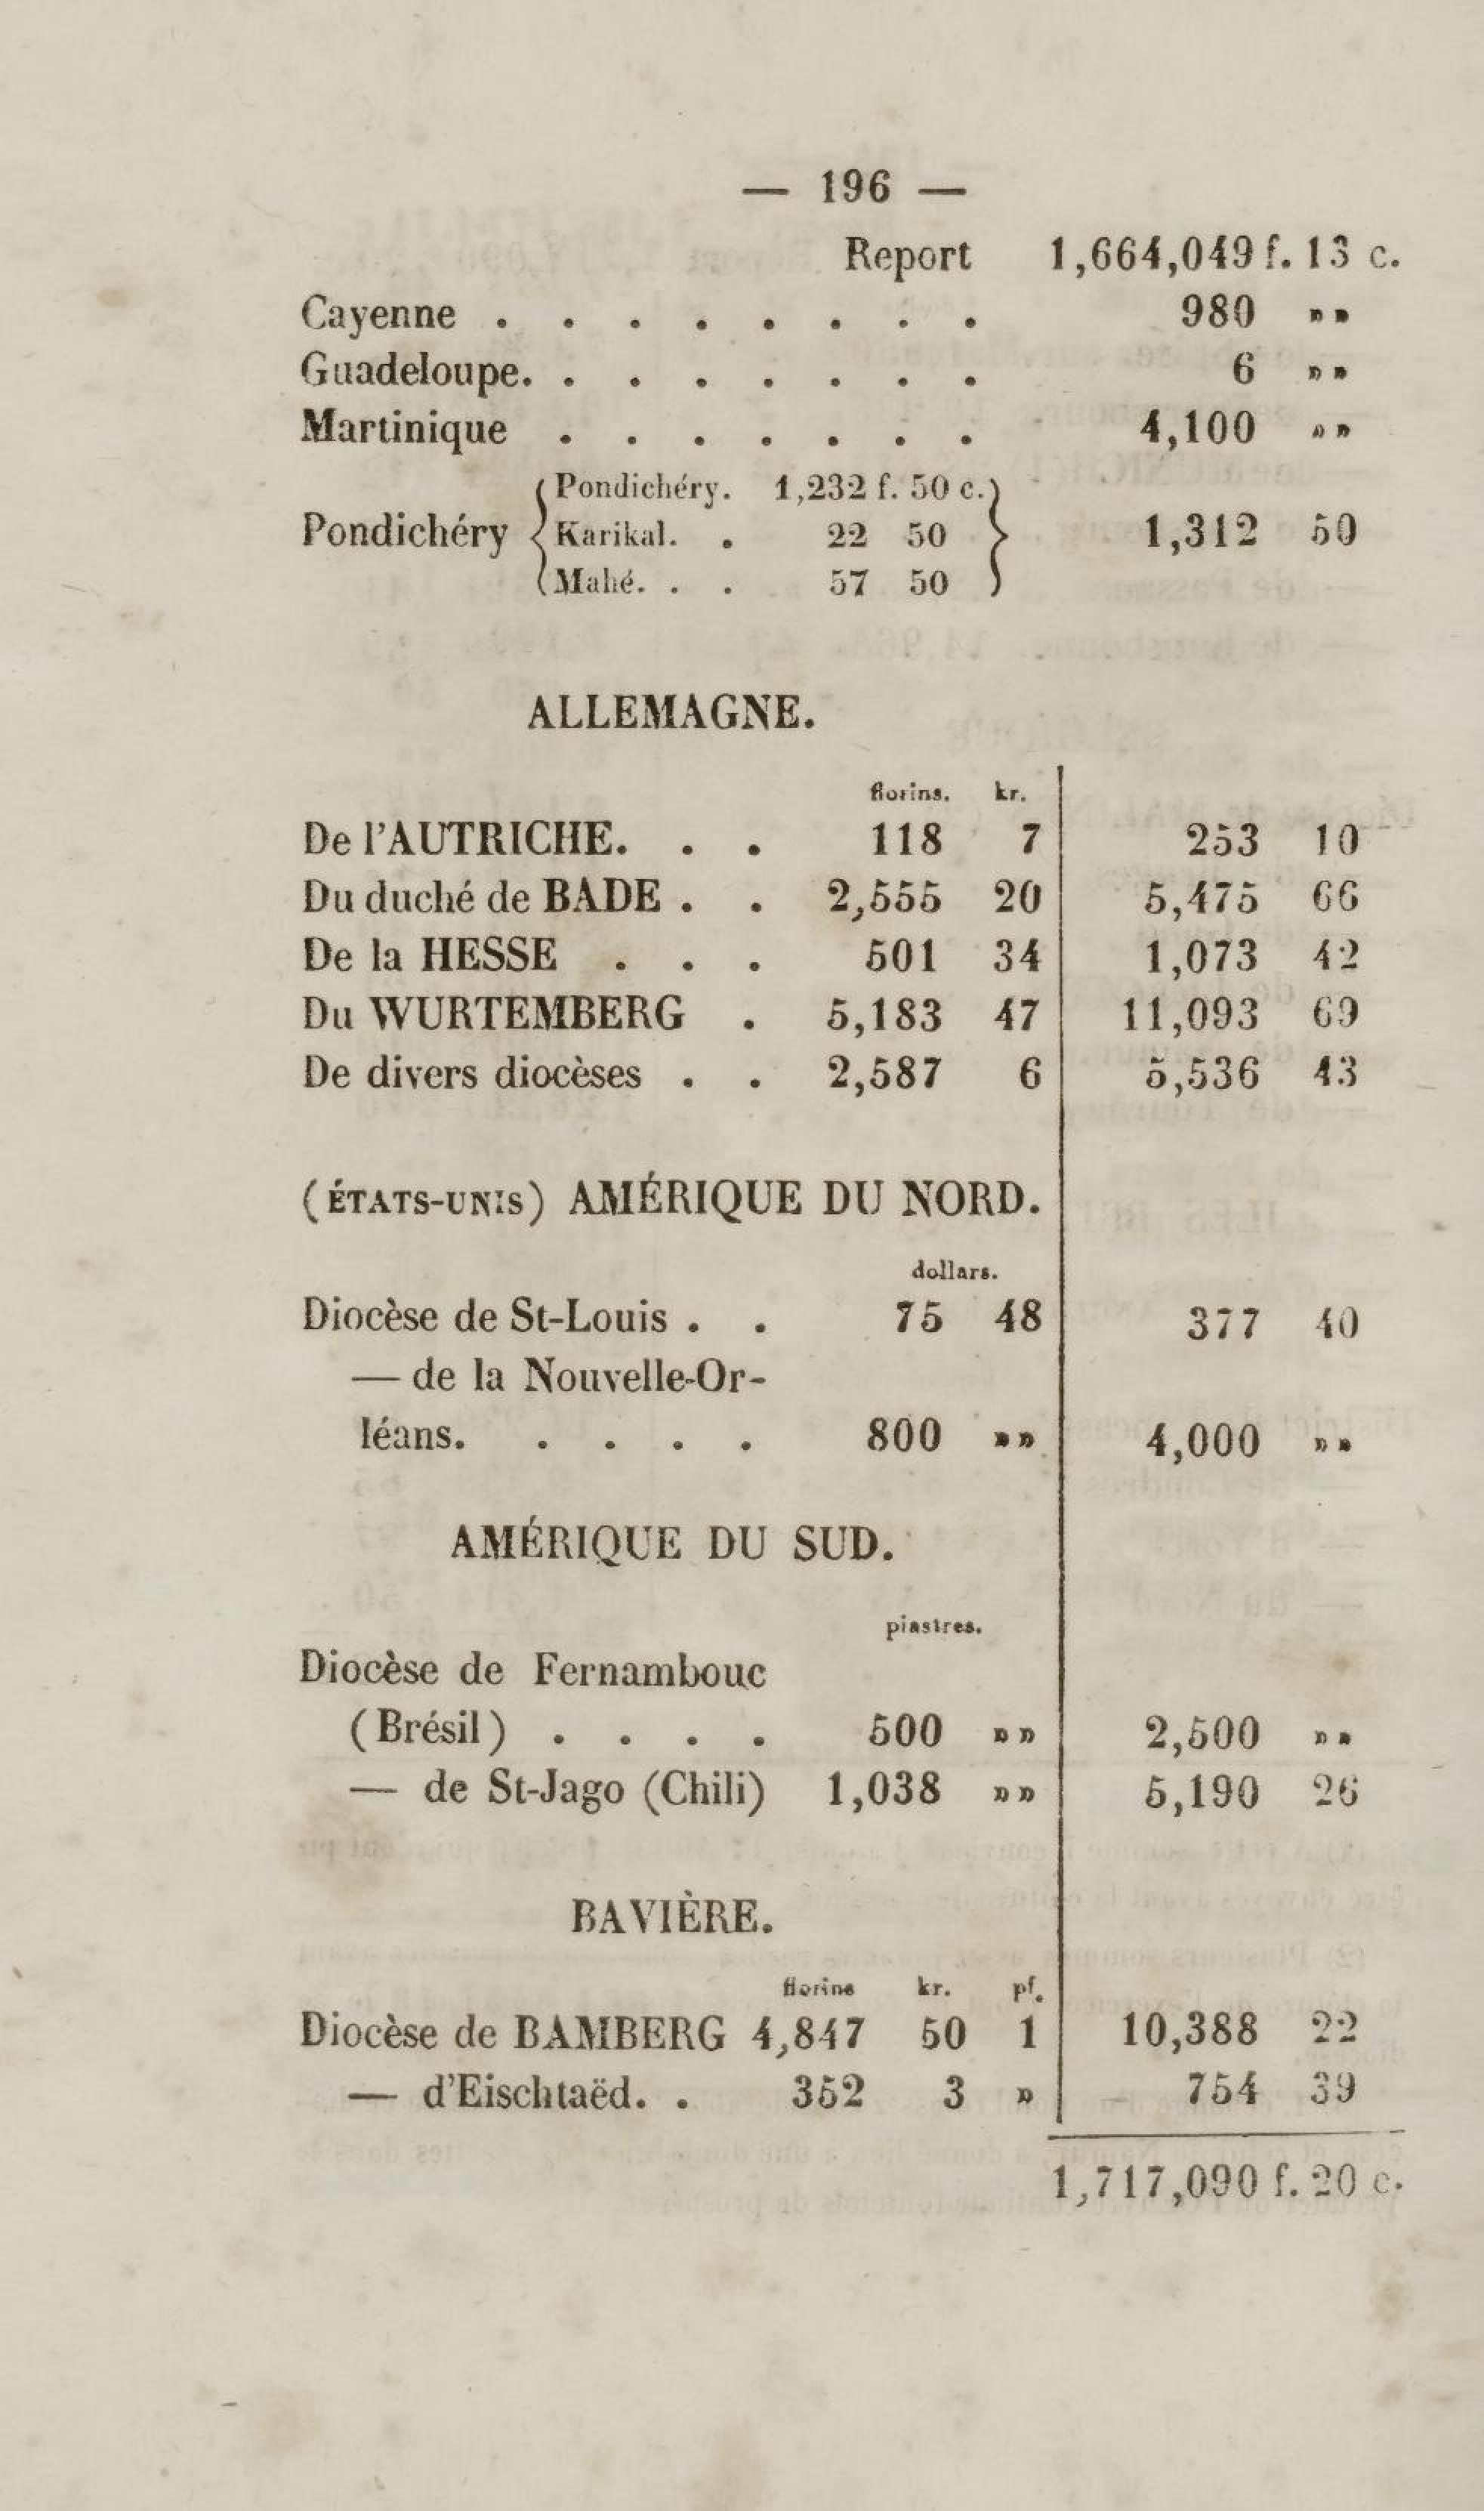 — 196 —
Report 1,664,049 f. 13 c.
Cayenne . . . . . . . . 980 »»
Guadeloupe. . . . . . . . 6 »»
Martinique . . . . . . . 4,100 »»
Pondichéry. 1,232 f. 50 c.
Pondichéry { Karikal. . 22 50 } 1,312 50
Mahé. . . 57 50
ALLEMAGNE.
florins. kr.
De l'AUTRICHE. . . 118 7 253 10
Du duché de BADE . . 2,555 20 5,475 66
De la HESSE . . . 501 34 1,073 42
Du WURTEMBERG . 5,183 47 11,093 69
De divers diocèses . . 2,587 6 5,536 43
(ÉTATS-UNIS) AMÉRIQUE DU NORD.
dollars.
Diocèse de St-Louis . . 75 48 377 40
— de la Nouvelle-Or-
léans. . . . . 800 »» 4,000 »»
AMÉRIQUE DU SUD.
piastres.
Diocèse de Fernambouc
(Brésil) . . . . 500 »» 2,500 »»
— de St-Jago (Chili) 1,038 »» 5,190 26
BAVIÈRE.
florins kr. pf.
Diocèse de BAMBERG 4,847 50 1 10,388 22
— d'Eischtaëd. . 352 3 » 754 39
1,717,090 f. 20 c.